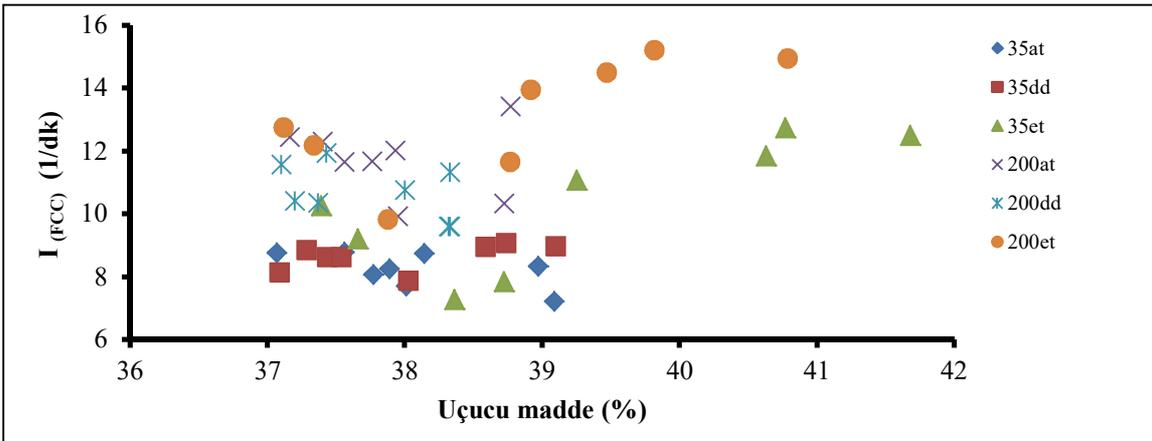 16
14
12
10
8
6
I (FCC) (1/dk)
36 37 38 39 40 41 42
Uçucu madde (%)
35at
35dd
35et
200at
200dd
200et